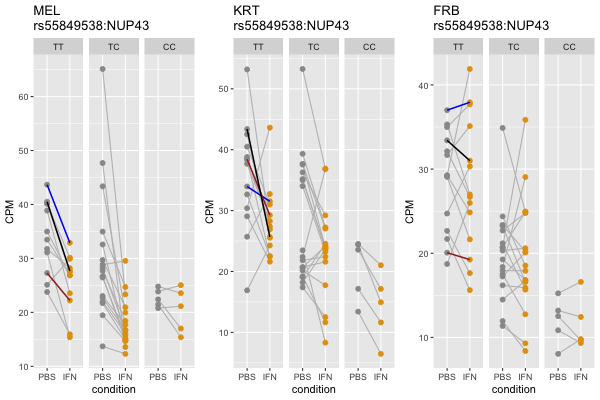 MEL
rs55849538:NUP43
TT TC CC
CPM
60
50
40
30
20
10
PBS IFN PBS IFN PBS IFN
condition
KRT
rs55849538:NUP43
TT TC CC
CPM
50
40
30
20
10
PBS IFN PBS IFN PBS IFN
condition
FRB
rs55849538:NUP43
TT TC CC
CPM
40
30
20
10
PBS IFN PBS IFN PBS IFN
condition